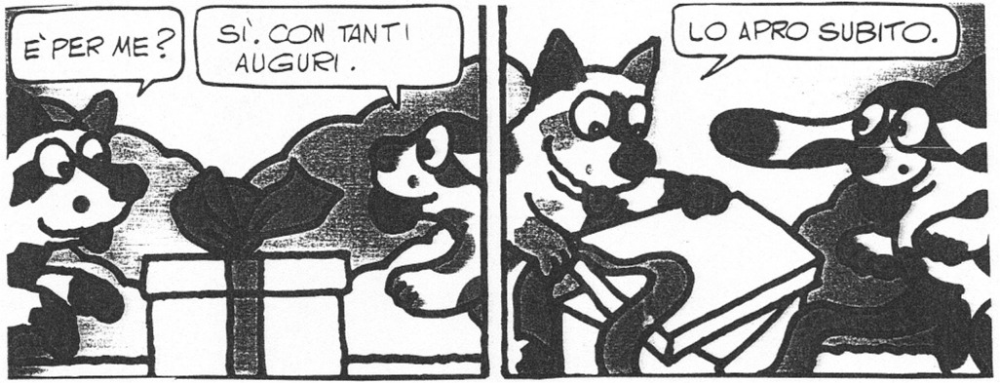 È PER ME?
SÌ. CON TANTI
AUGURI.
LO APRO SUBITO.